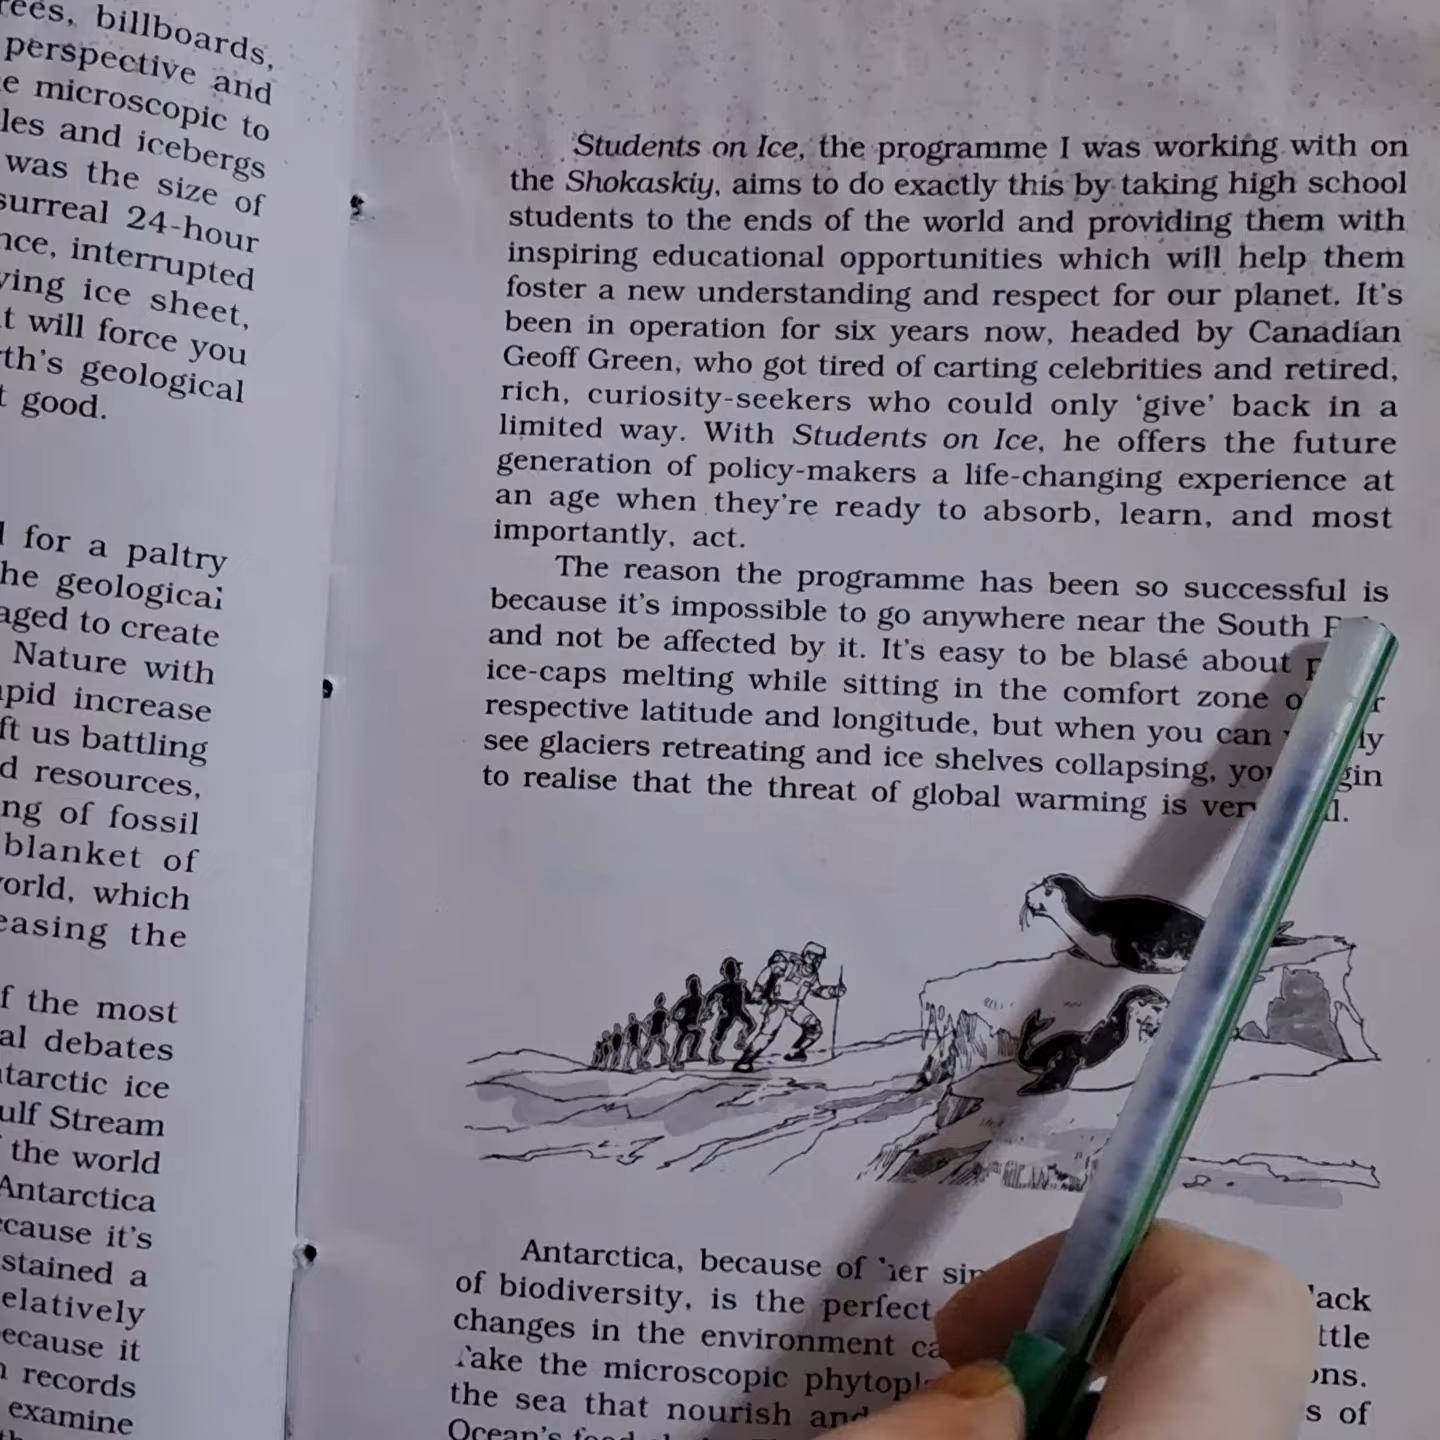 rees, billboards,
perspective and
e microscopic to
les and icebergs
was the size of
surreal 24-hour
nce, interrupted
ving ice sheet,
t will force you
rth's geological
t good.
l for a paltry
he geological
aged to create
Nature with
apid increase
ft us battling
d resources,
ng of fossil
blanket of
vorld, which
easing the
f the most
al debates
tarctic ice
ulf Stream
the world
Antarctica
ecause it's
stained a
elatively
ecause it
n records
examine
Students on Ice, the programme I was working with on
the Shokaskiy, aims to do exactly this by taking high school
students to the ends of the world and providing them with
inspiring educational opportunities which will help them
foster a new understanding and respect for our planet. It's
been in operation for six years now, headed by Canadian
Geoff Green, who got tired of carting celebrities and retired,
rich, curiosity-seekers who could only 'give' back in a
limited way. With Students on Ice, he offers the future
generation of policy-makers a life-changing experience at
an age when they're ready to absorb, learn, and most
importantly, act.
The reason the programme has been so successful is
because it's impossible to go anywhere near the South
and not be affected by it. It's easy to be blasé about
ice-caps melting while sitting in the comfort zone
respective latitude and longitude, but when you can
see glaciers retreating and ice shelves collapsing,
to realise that the threat of global warming is
Antarctica, because of her lack
of biodiversity, is the perfect
changes in the environment
Take the microscopic
the sea that nourish and s of
Ocean's food